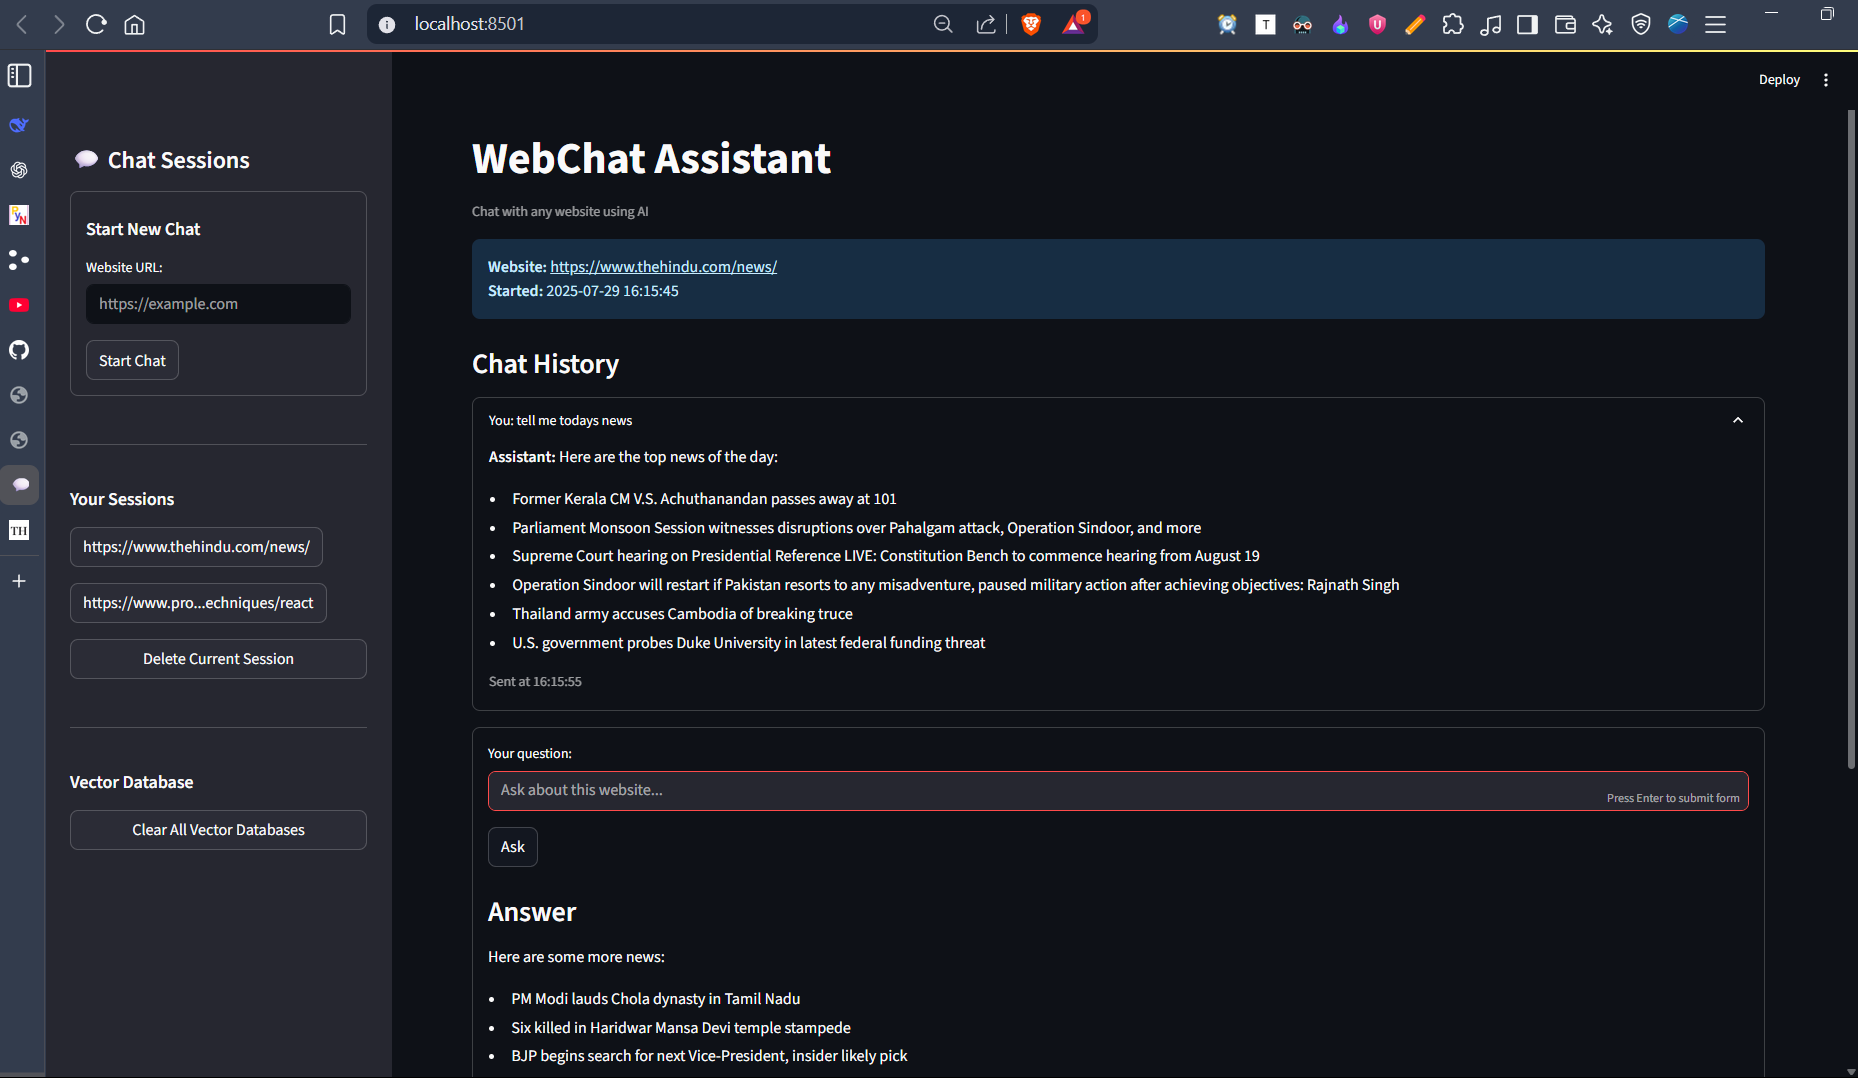 localhost:8501
1
T
Deploy
💬 Chat Sessions
Start New Chat
Website URL:
https://example.com
Start Chat
Your Sessions
https://www.thehindu.com/news/
https://www.pro...echniques/react
Delete Current Session
Vector Database
Clear All Vector Databases
TH
WebChat Assistant
Chat with any website using AI
Website: https://www.thehindu.com/news/
Started: 2025-07-29 16:15:45
Chat History
You: tell me todays news
Assistant: Here are the top news of the day:
• Former Kerala CM V.S. Achuthanandan passes away at 101
• Parliament Monsoon Session witnesses disruptions over Pahalgam attack, Operation Sindoor, and more
• Supreme Court hearing on Presidential Reference LIVE: Constitution Bench to commence hearing from August 19
• Operation Sindoor will restart if Pakistan resorts to any misadventure, paused military action after achieving objectives: Rajnath Singh
• Thailand army accuses Cambodia of breaking truce
• U.S. government probes Duke University in latest federal funding threat
Sent at 16:15:55
Your question:
Ask about this website...
Press Enter to submit form
Ask
Answer
Here are some more news:
• PM Modi lauds Chola dynasty in Tamil Nadu
• Six killed in Haridwar Mansa Devi temple stampede
• BJP begins search for next Vice-President, insider likely pick